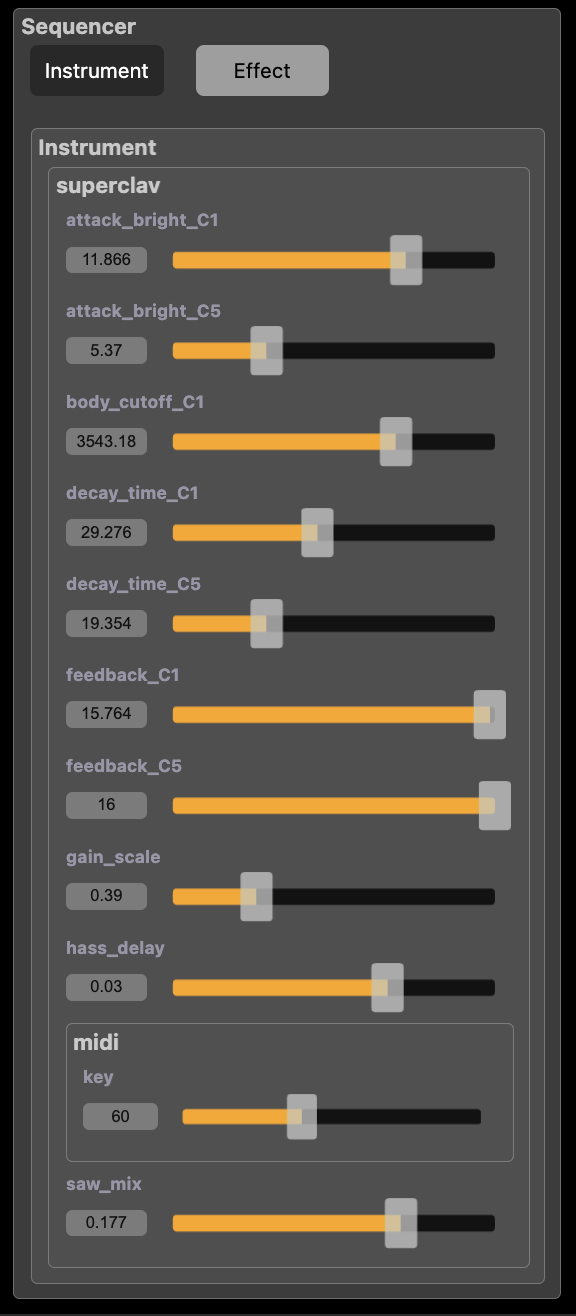 Sequencer
Instrument Effect
Instrument
superclav
attack_bright_C1
11.866
attack_bright_C5
5.37
body_cutoff_C1
3543.18
decay_time_C1
29.276
decay_time_C5
19.354
feedback_C1
15.764
feedback_C5
16
gain_scale
0.39
hass_delay
0.03
midi
key
60
saw_mix
0.177